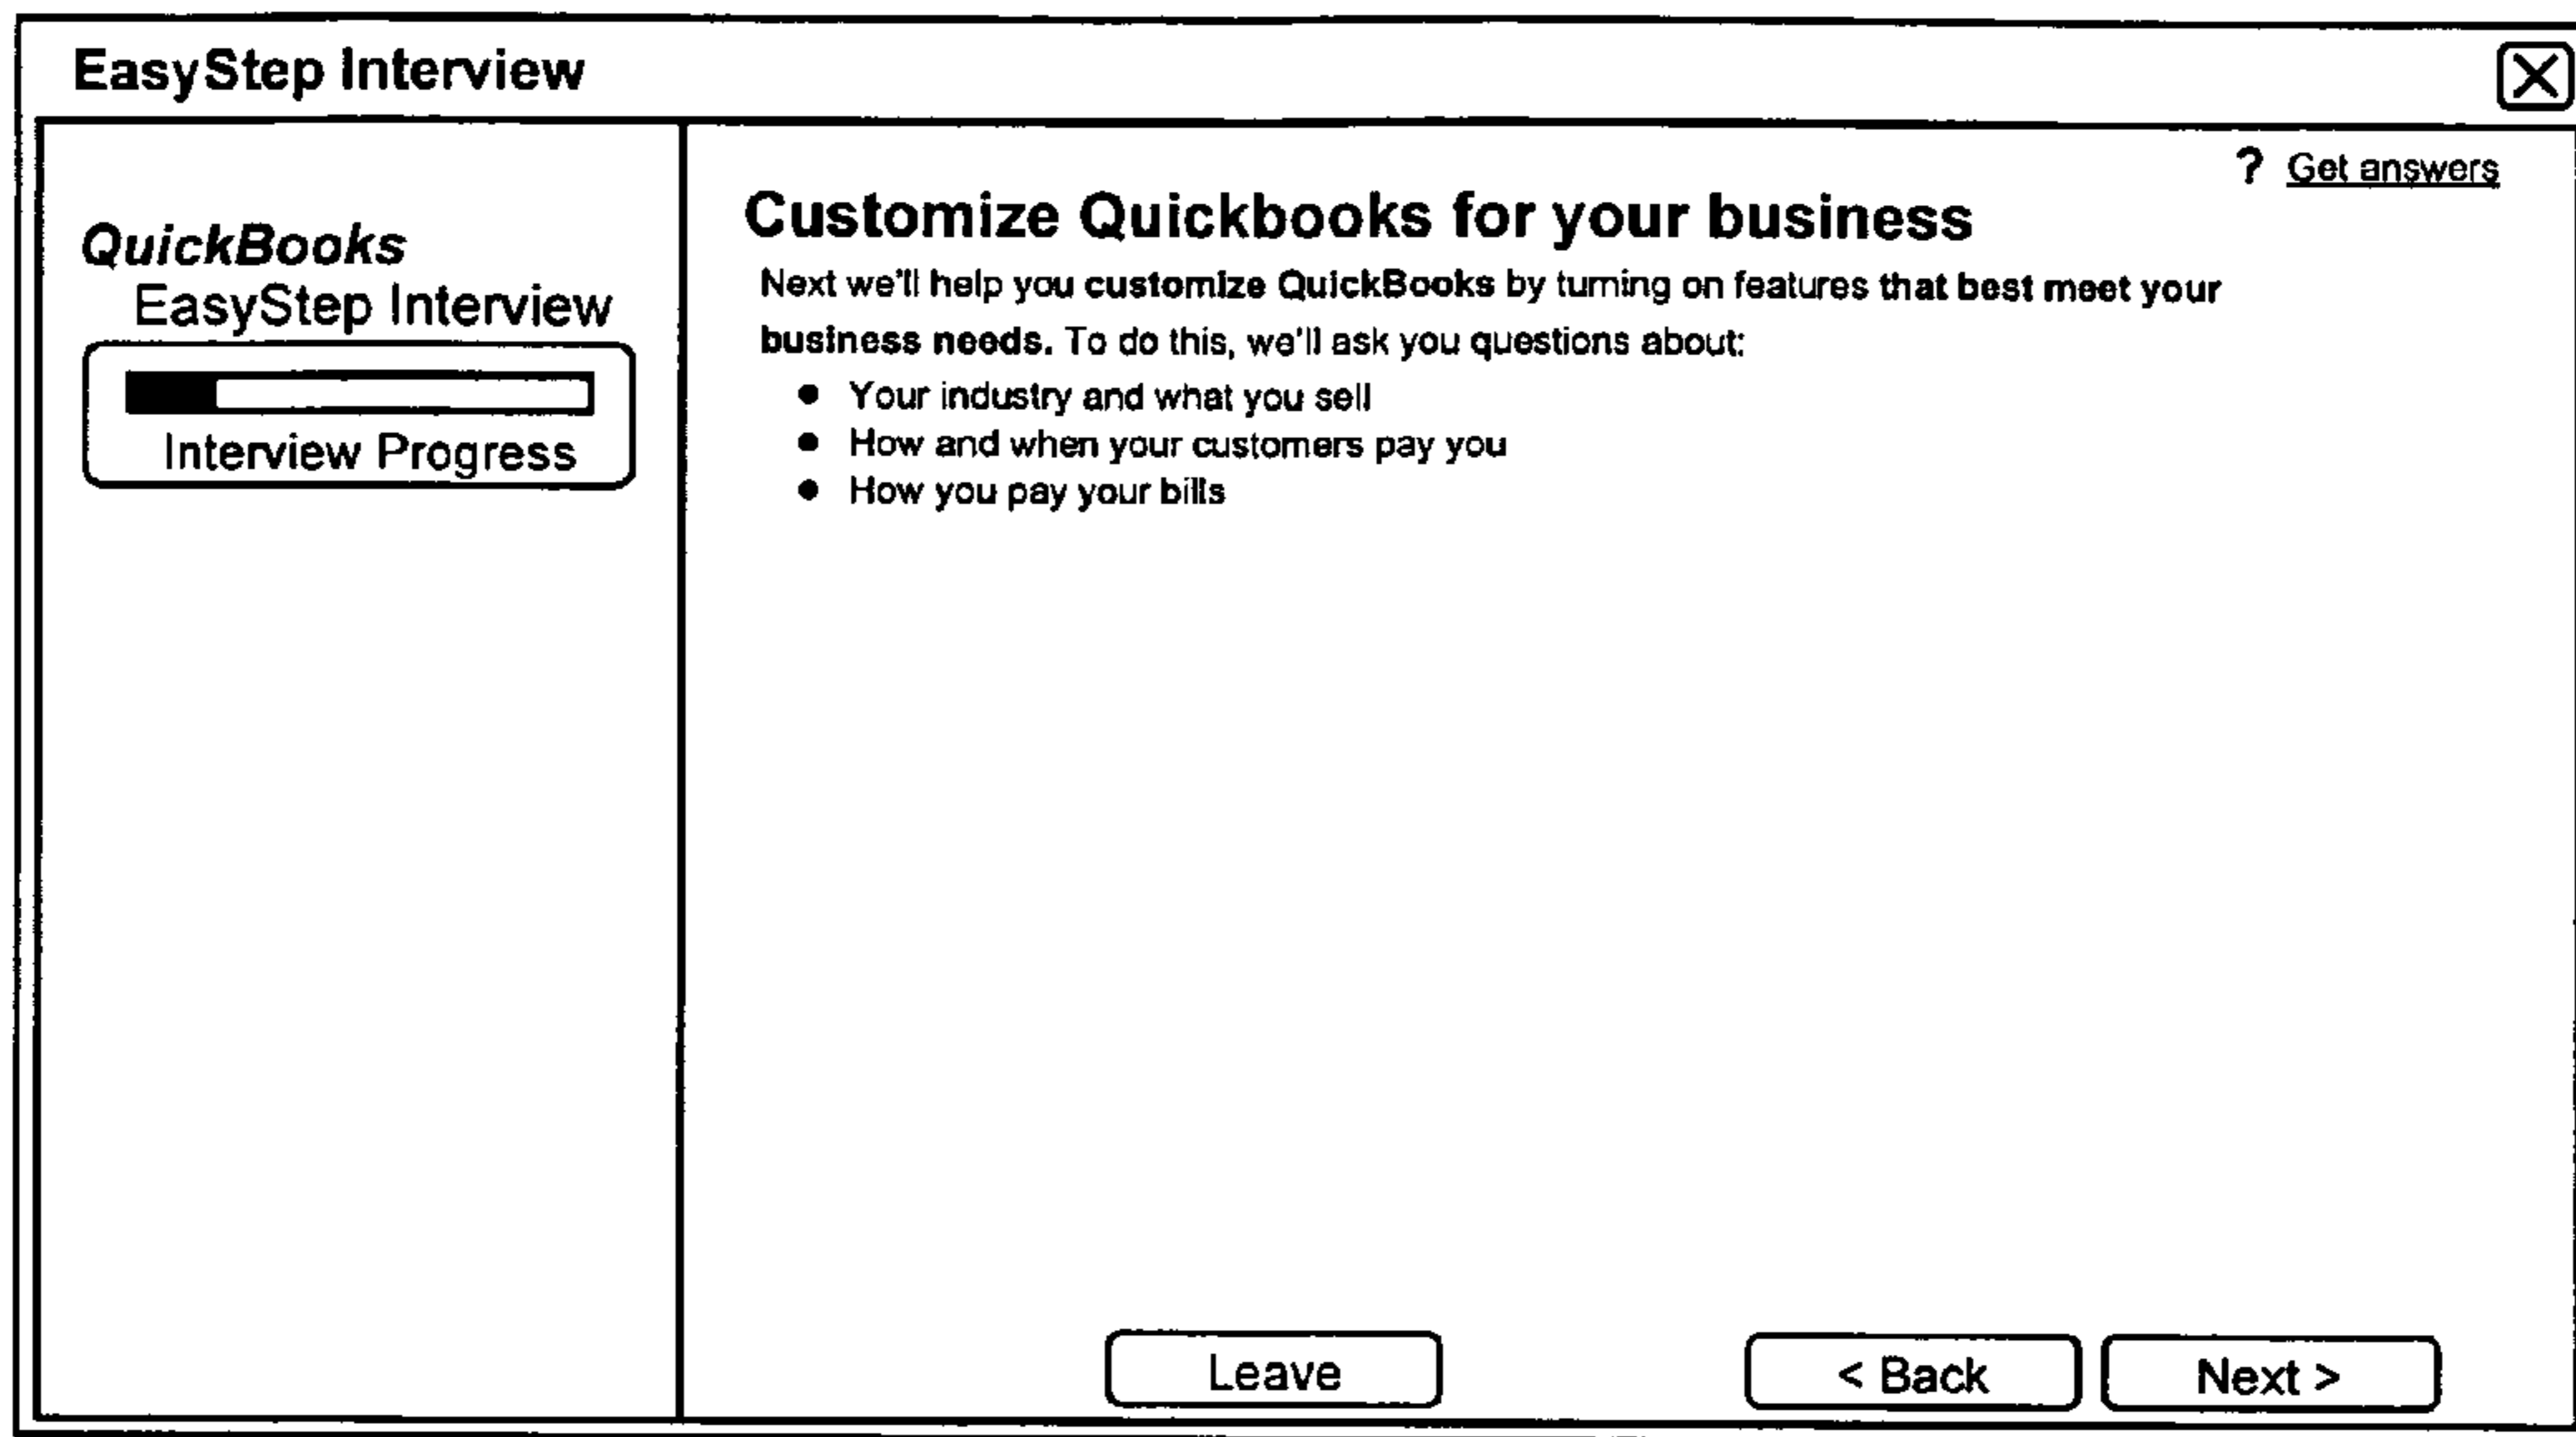 EasyStep Interview
QuickBooks
EasyStep Interview
Interview Progress
? Get answers
Customize Quickbooks for your business
Next we'll help you customize QuickBooks by turning on features that best meet your
business needs. To do this, we'll ask you questions about:
● Your industry and what you sell
● How and when your customers pay you
● How you pay your bills
Leave
< Back
Next >